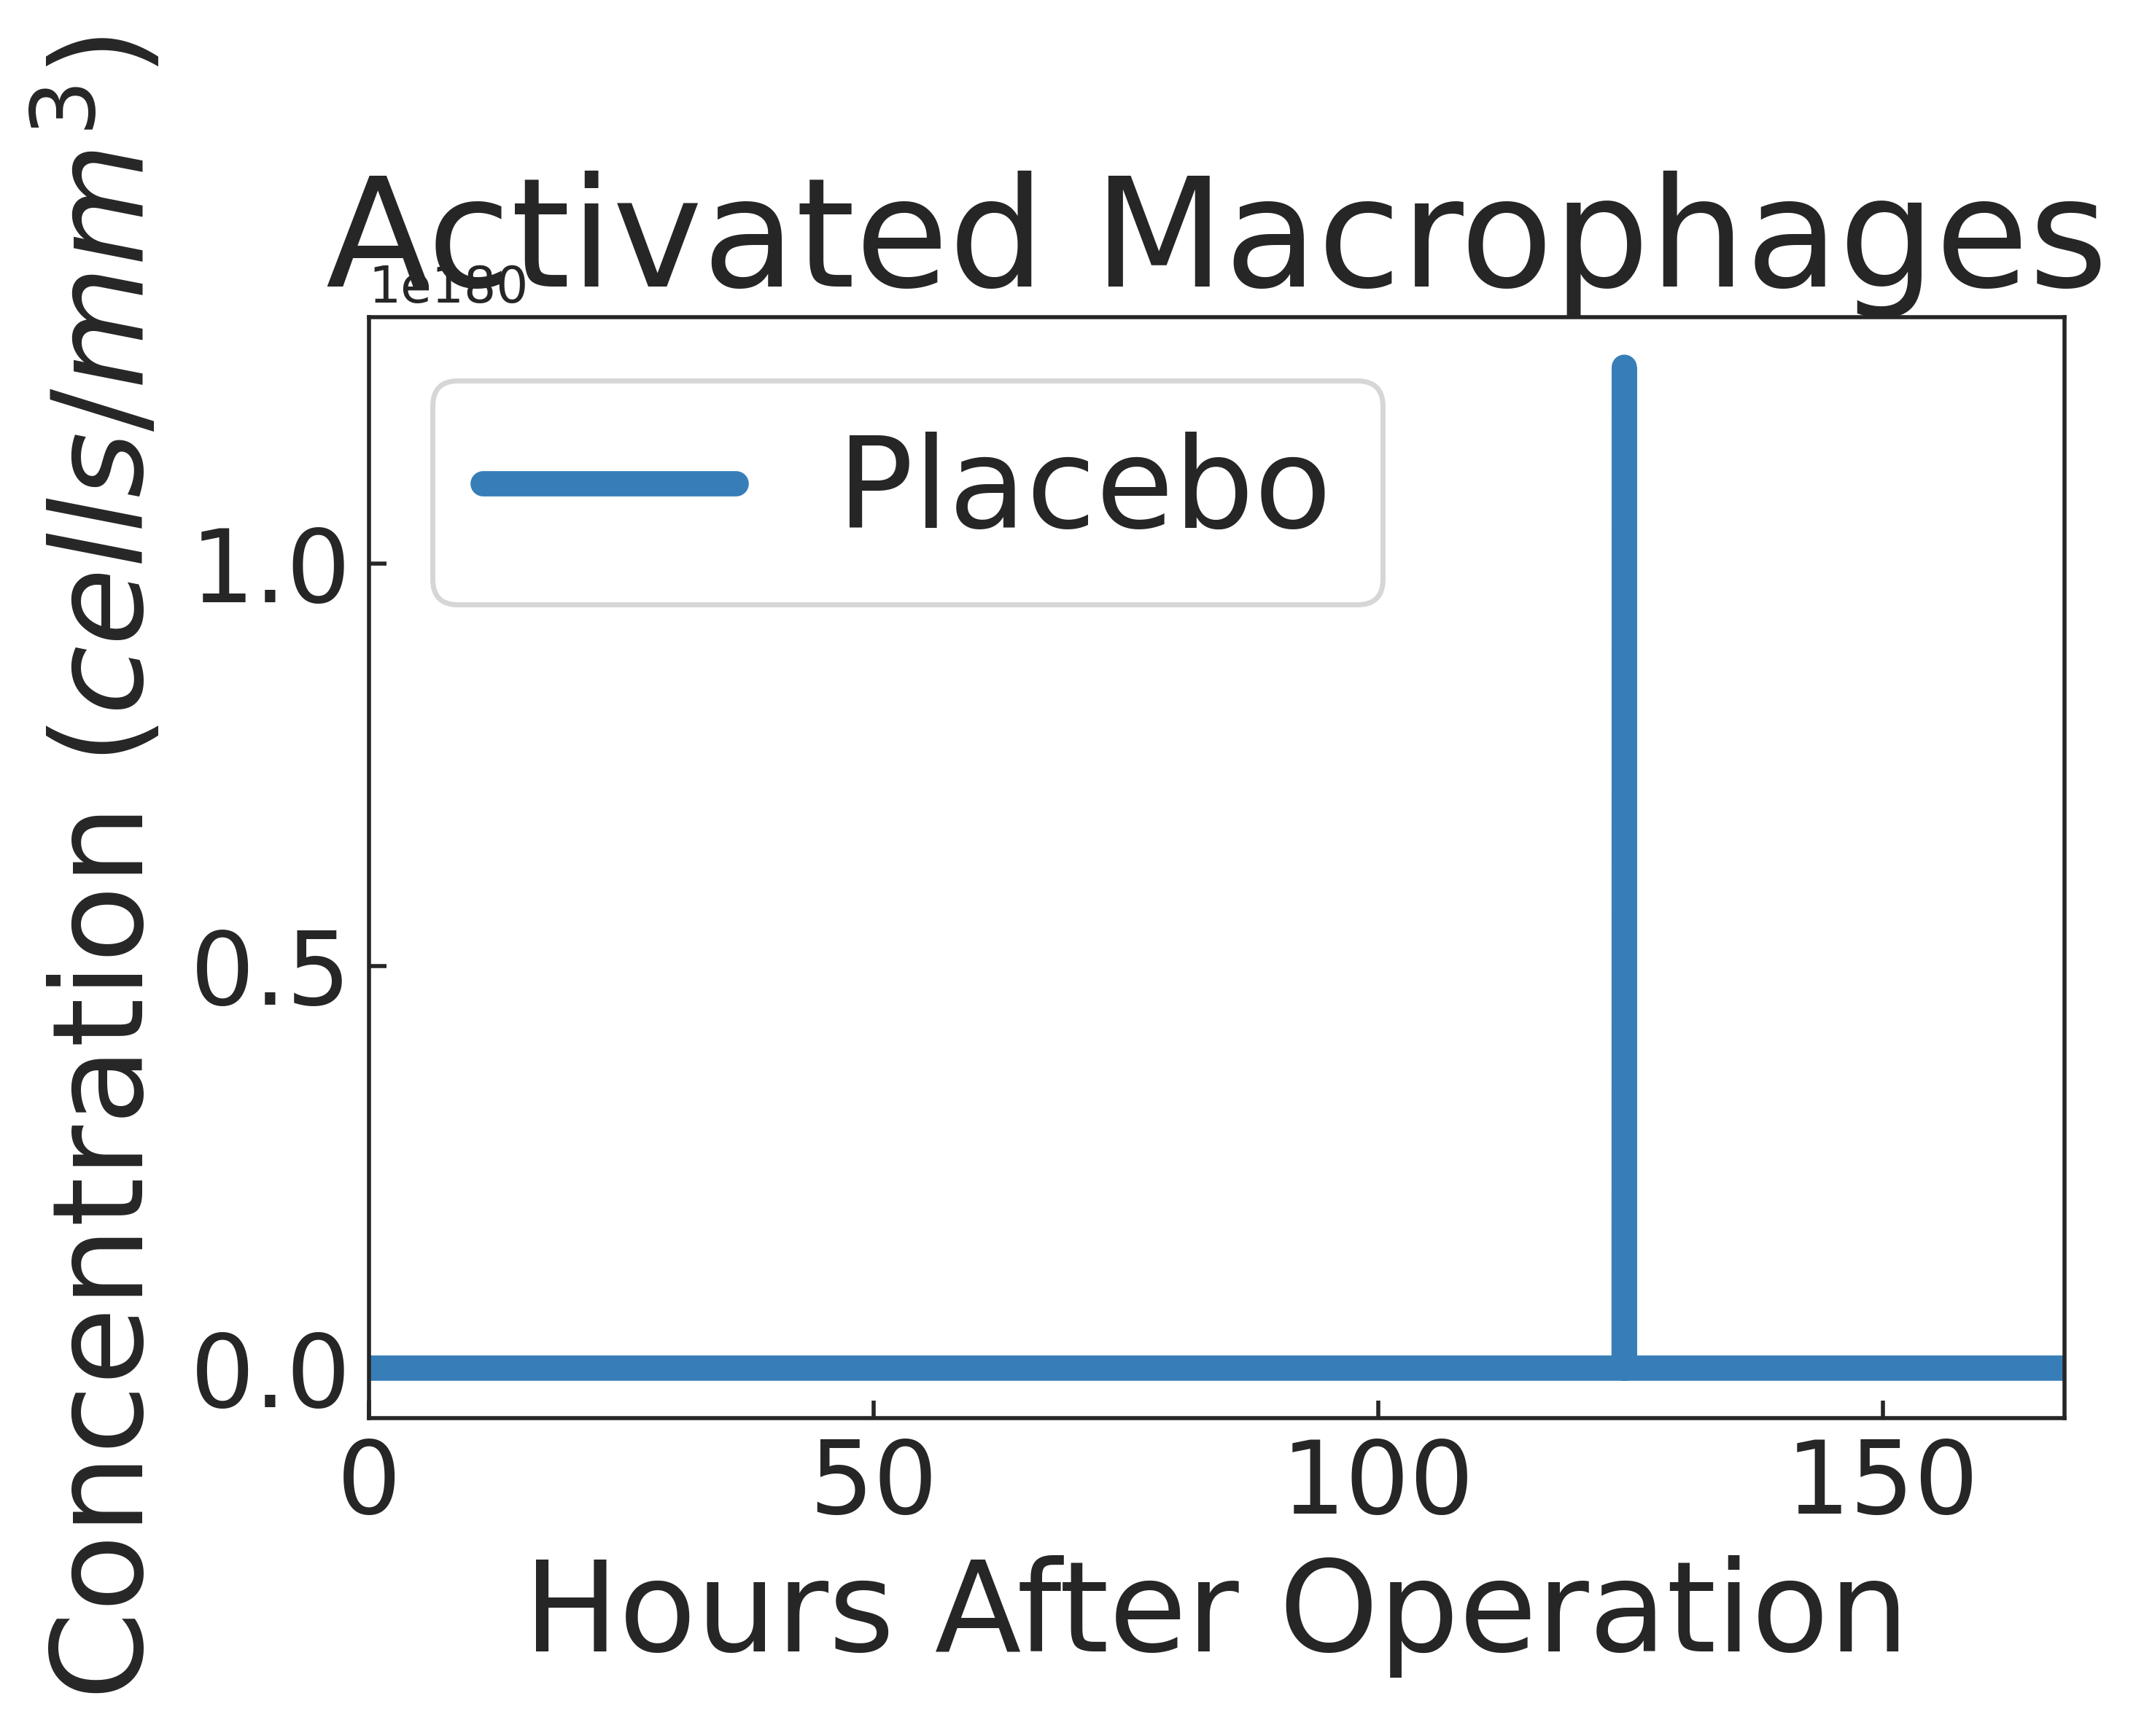 Activated Macrophages
1e180
Placebo
Concentration (cells/mm³)
1.0
0.5
0.0
0 50 100 150
Hours After Operation